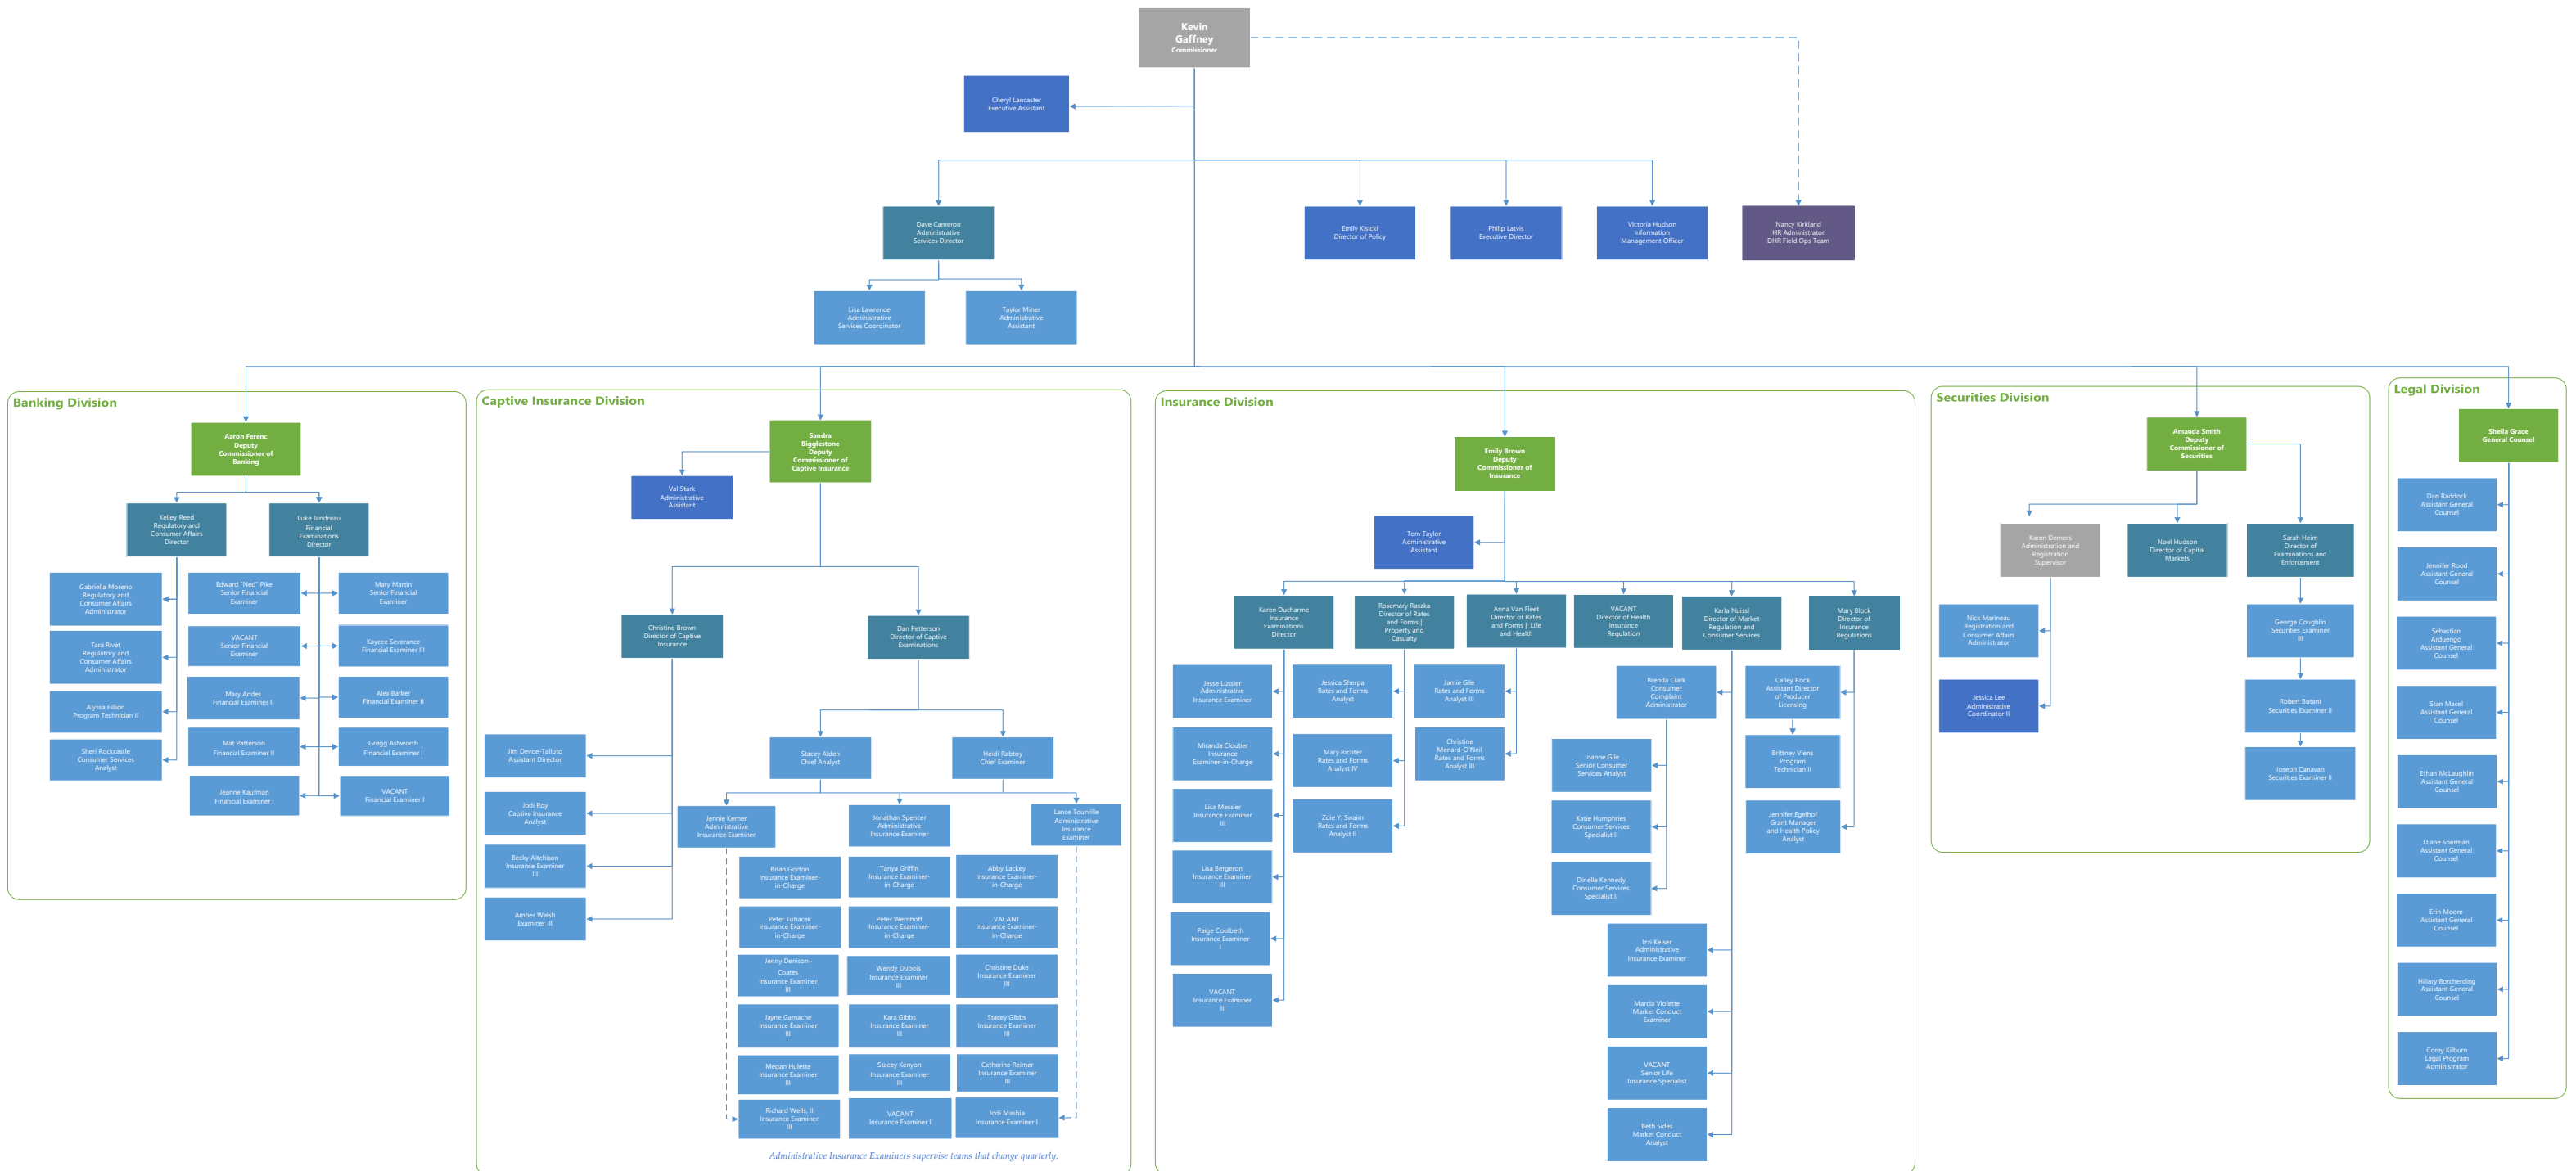 Kevin
Gaffney
Commissioner
Cheryl Lancaster
Executive Assistant
Dave Cameron
Administrative
Services Director
Emily Kisicki
Director of Policy
Philip Latvis
Executive Director
Victoria Hudson
Information
Management Officer
Nancy Kirkland
HR Administrator
DHR Field Ops Team
Lisa Lawrence
Administrative
Services Coordinator
Taylor Miner
Administrative
Assistant
Banking Division
Aaron Ferenc
Deputy
Commissioner of
Banking
Kelley Reed
Regulatory and
Consumer Affairs
Director
Luke Jandreau
Financial
Examinations
Director
Gabriella Moreno
Regulatory and
Consumer Affairs
Administrator
Tara Rivet
Regulatory and
Consumer Affairs
Administrator
Alyssa Fillion
Program Technician II
Sheri Rockcastle
Consumer Services
Analyst
Edward "Ned" Pike
Senior Financial
Examiner
VACANT
Senior Financial
Examiner
Mary Andes
Financial Examiner II
Mat Patterson
Financial Examiner II
Jeanne Kaufman
Financial Examiner I
Mary Martin
Senior Financial
Examiner
Kaycee Severance
Financial Examiner III
Alex Barker
Financial Examiner II
Gregg Ashworth
Financial Examiner I
VACANT
Financial Examiner I
Captive Insurance Division
Sandra
Bigglestone
Deputy
Commissioner of
Captive Insurance
Val Stark
Administrative
Assistant
Christine Brown
Director of Captive
Insurance
Dan Petterson
Director of Captive
Examinations
Jim Devoe-Talluto
Assistant Director
Jodi Roy
Captive Insurance
Analyst
Becky Aitchison
Insurance Examiner
III
Amber Walsh
Examiner III
Stacey Alden
Chief Analyst
Heidi Rabtoy
Chief Examiner
Jennie Kerner
Administrative
Insurance Examiner
Jonathan Spencer
Administrative
Insurance Examiner
Lance Tourville
Administrative
Insurance
Examiner
Brian Gorton
Insurance Examiner-
in-Charge
Tanya Griffin
Insurance Examiner-
in-Charge
Abby Lackey
Insurance Examiner-
in-Charge
Peter Tuhacek
Insurance Examiner-
in-Charge
Peter Wernhoff
Insurance Examiner-
in-Charge
VACANT
Insurance Examiner-
in-Charge
Jenny Denison-
Coates
Insurance Examiner
III
Wendy Dubois
Insurance Examiner
III
Christine Duke
Insurance Examiner
III
Jayne Gamache
Insurance Examiner
III
Kara Gibbs
Insurance Examiner
III
Stacey Gibbs
Insurance Examiner
III
Megan Hulette
Insurance Examiner
III
Stacey Kenyon
Insurance Examiner
III
Catherine Reimer
Insurance Examiner
III
Richard Wells, II
Insurance Examiner
III
VACANT
Insurance Examiner I
Jodi Mashia
Insurance Examiner I
Administrative Insurance Examiners supervise teams that change quarterly.
Insurance Division
Emily Brown
Deputy
Commissioner of
Insurance
Tom Taylor
Administrative
Assistant
Karen Ducharme
Insurance
Examinations
Director
Rosemary Raszka
Director of Rates
and Forms |
Property and
Casualty
Anna Van Fleet
Director of Rates
and Forms | Life
and Health
VACANT
Director of Health
Insurance
Regulation
Karla Nuissl
Director of Market
Regulation and
Consumer Services
Mary Block
Director of
Insurance
Regulations
Jesse Lussier
Administrative
Insurance Examiner
Miranda Cloutier
Insurance
Examiner-in-Charge
Lisa Messier
Insurance Examiner
III
Lisa Bergeron
Insurance Examiner
III
Paige Coolbeth
Insurance Examiner
I
VACANT
Insurance Examiner
II
Jessica Sherpa
Rates and Forms
Analyst
Mary Richter
Rates and Forms
Analyst IV
Zoie Y. Swaim
Rates and Forms
Analyst II
Jamie Gile
Rates and Forms
Analyst III
Christine
Menard-O'Neil
Rates and Forms
Analyst III
Brenda Clark
Consumer
Complaint
Administrator
Joanne Gile
Senior Consumer
Services Analyst
Katie Humphries
Consumer Services
Specialist II
Dinelle Kennedy
Consumer Services
Specialist II
Izzi Keiser
Administrative
Insurance Examiner
Marcia Violette
Market Conduct
Examiner
VACANT
Senior Life
Insurance Specialist
Beth Sides
Market Conduct
Analyst
Calley Rock
Assistant Director
of Producer
Licensing
Brittney Viens
Program
Technician II
Jennifer Egelhof
Grant Manager
and Health Policy
Analyst
Securities Division
Amanda Smith
Deputy
Commissioner of
Securities
Karen Demers
Administration and
Registration
Supervisor
Noel Hudson
Director of Capital
Markets
Sarah Heim
Director of
Examinations and
Enforcement
Nick Marineau
Registration and
Consumer Affairs
Administrator
Jessica Lee
Administrative
Coordinator II
George Coughlin
Securities Examiner
III
Robert Butani
Securities Examiner II
Joseph Canavan
Securities Examiner II
Legal Division
Sheila Grace
General Counsel
Dan Raddock
Assistant General
Counsel
Jennifer Rood
Assistant General
Counsel
Sebastian
Arduengo
Assistant General
Counsel
Stan Macel
Assistant General
Counsel
Ethan McLaughlin
Assistant General
Counsel
Diane Sherman
Assistant General
Counsel
Erin Moore
Assistant General
Counsel
Hillary Borcherding
Assistant General
Counsel
Corey Kilburn
Legal Program
Administrator